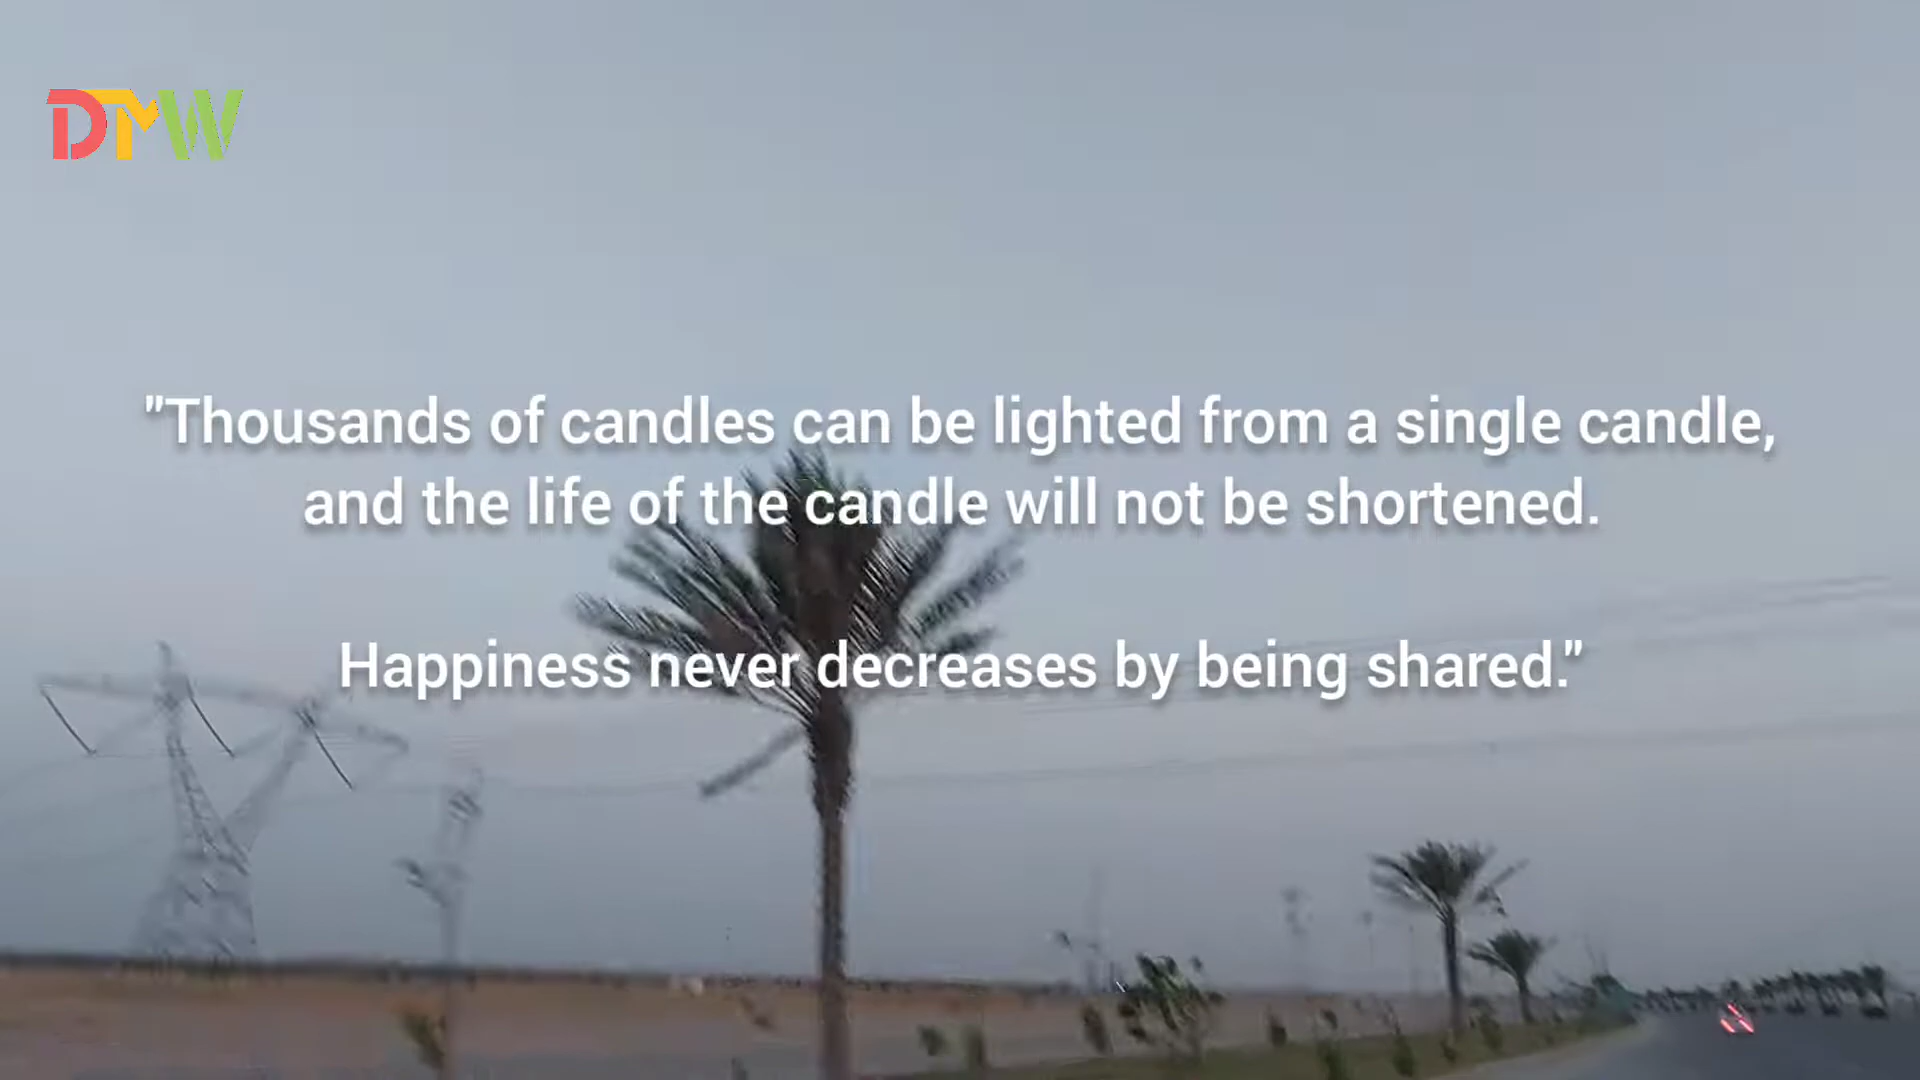 DMW
"Thousands of candles can be lighted from a single candle,
and the life of the candle will not be shortened.
Happiness never decreases by being shared."